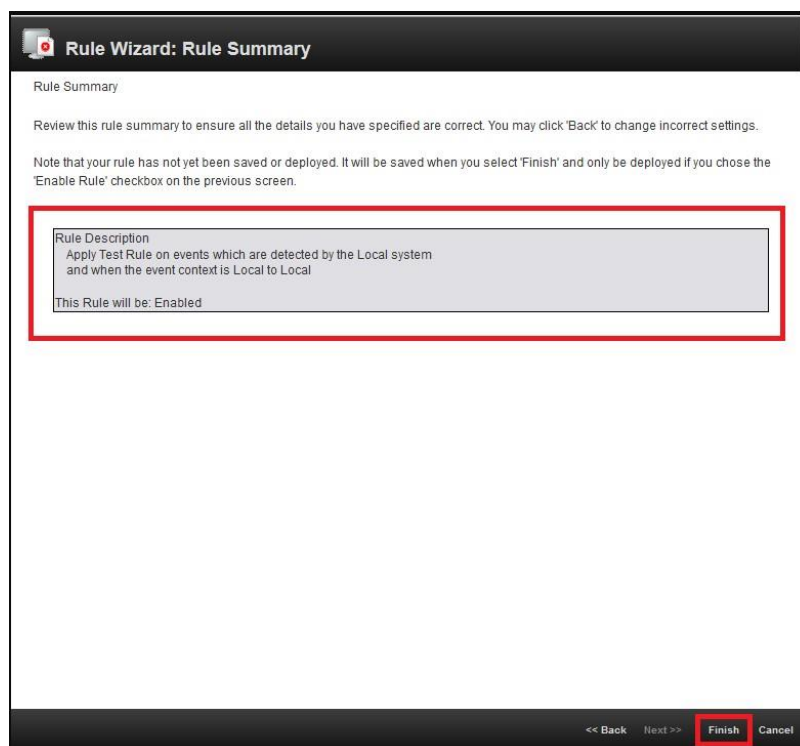 Rule Wizard: Rule Summary
Rule Summary
Review this rule summary to ensure all the details you have specified are correct. You may click 'Back' to change incorrect settings.
Note that your rule has not yet been saved or deployed. It will be saved when you select 'Finish' and only be deployed if you chose the
'Enable Rule' checkbox on the previous screen.
Rule Description
Apply Test Rule on events which are detected by the Local system
and when the event context is Local to Local
This Rule will be: Enabled
<< Back Next >> Finish Cancel